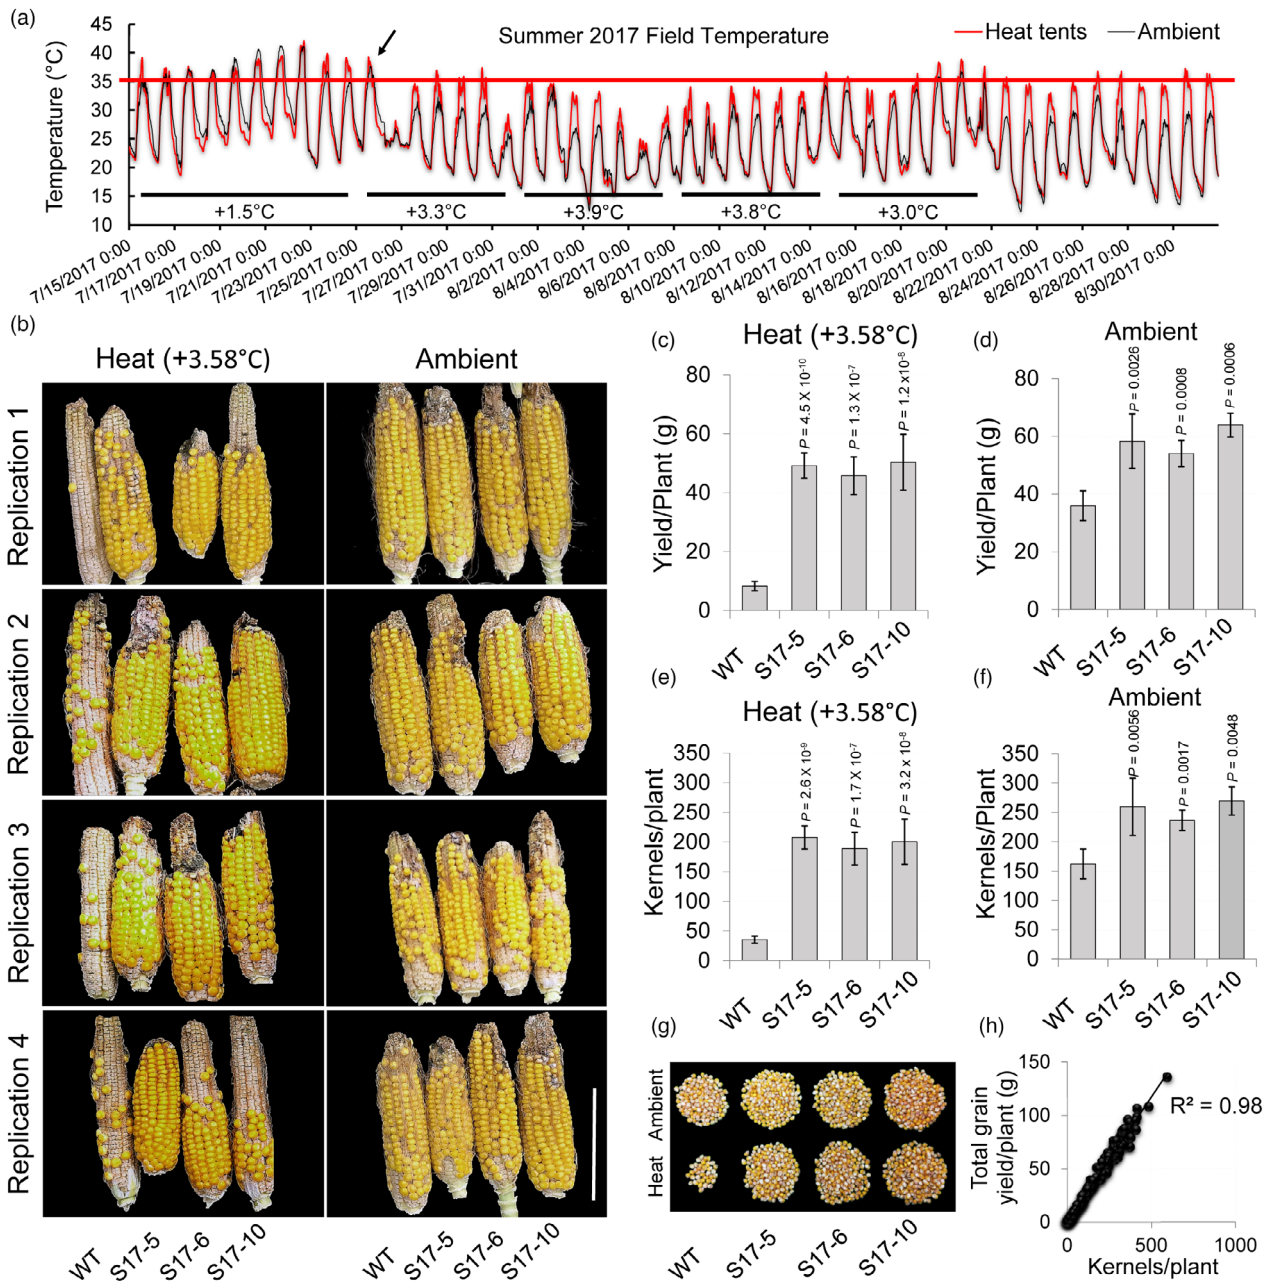 (a)
Summer 2017 Field Temperature
Heat tents
Ambient
Temperature (°C)
45
40
35
30
25
20
15
10
+1.5°C
+3.3°C
+3.9°C
+3.8°C
+3.0°C
7/15/2017 0:00
7/17/2017 0:00
7/19/2017 0:00
7/21/2017 0:00
7/23/2017 0:00
7/25/2017 0:00
7/27/2017 0:00
7/29/2017 0:00
7/31/2017 0:00
8/2/2017 0:00
8/4/2017 0:00
8/6/2017 0:00
8/8/2017 0:00
8/10/2017 0:00
8/12/2017 0:00
8/14/2017 0:00
8/16/2017 0:00
8/18/2017 0:00
8/20/2017 0:00
8/22/2017 0:00
8/24/2017 0:00
8/26/2017 0:00
8/28/2017 0:00
8/30/2017 0:00
(b)
Heat (+3.58°C)
Ambient
Replication 1
Replication 2
Replication 3
Replication 4
WT
S17-5
S17-6
S17-10
(c)
Heat (+3.58°C)
Yield/Plant (g)
80
60
40
20
0
P = 4.5 X 10-10
P = 1.3 X 10-7
P = 1.2 x10-8
WT
S17-5
S17-6
S17-10
(d)
Ambient
Yield/Plant (g)
80
60
40
20
0
P = 0.0026
P = 0.0008
P = 0.0006
WT
S17-5
S17-6
S17-10
(e)
Heat (+3.58°C)
Kernels/plant
350
300
250
200
150
100
50
0
P = 2.6 X 10-9
P = 1.7 X 10-7
P = 3.2 X 10-8
WT
S17-5
S17-6
S17-10
(f)
Ambient
Kernels/Plant
350
300
250
200
150
100
50
0
P = 0.0056
P = 0.0017
P = 0.0048
WT
S17-5
S17-6
S17-10
(g)
Ambient
Heat
WT
S17-5
S17-6
S17-10
(h)
Total grain
yield/plant (g)
150
100
50
0
R² = 0.98
0
500
1000
Kernels/plant